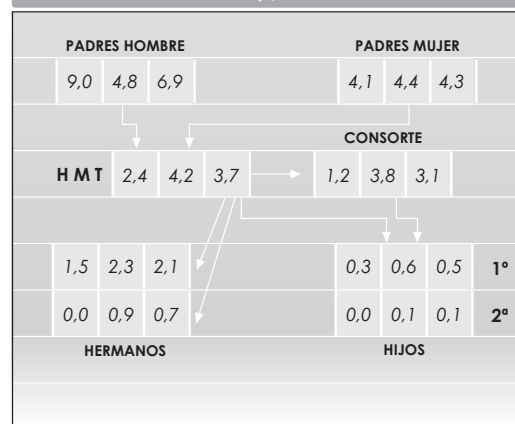 PADRES HOMBRE PADRES MUJER
9,0 4,8 6,9 4,1 4,4 4,3
CONSORTE
H M T 2,4 4,2 3,7 1,2 3,8 3,1
1,5 2,3 2,1 0,3 0,6 0,5 1º
0,0 0,9 0,7 0,0 0,1 0,1 2ª
HERMANOS HIJOS